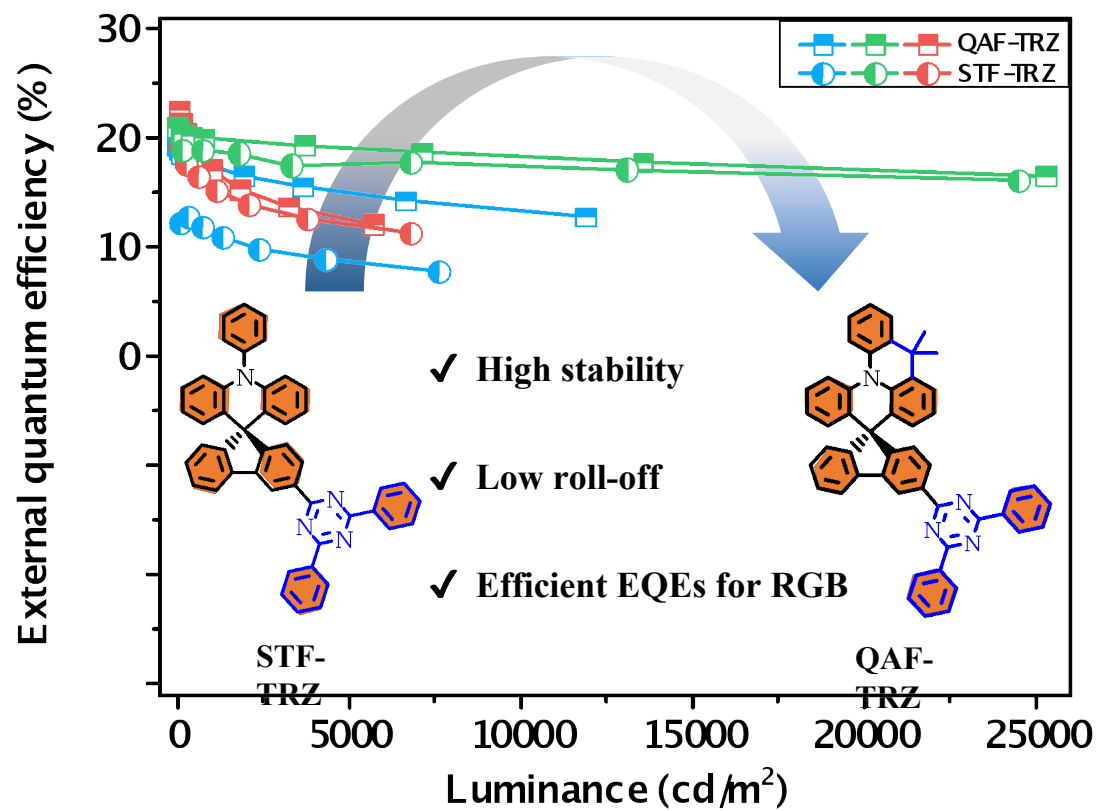 External quantum efficiency (%)
30
20
10
0
QAF-TRZ
STF-TRZ
N
N
✓ High stability
✓ Low roll-off
✓ Efficient EQEs for RGB
N
N
N
N
N
N
STF-
TRZ
QAF-
TRZ
0 5000 10000 15000 20000 25000
Luminance (cd/m²)